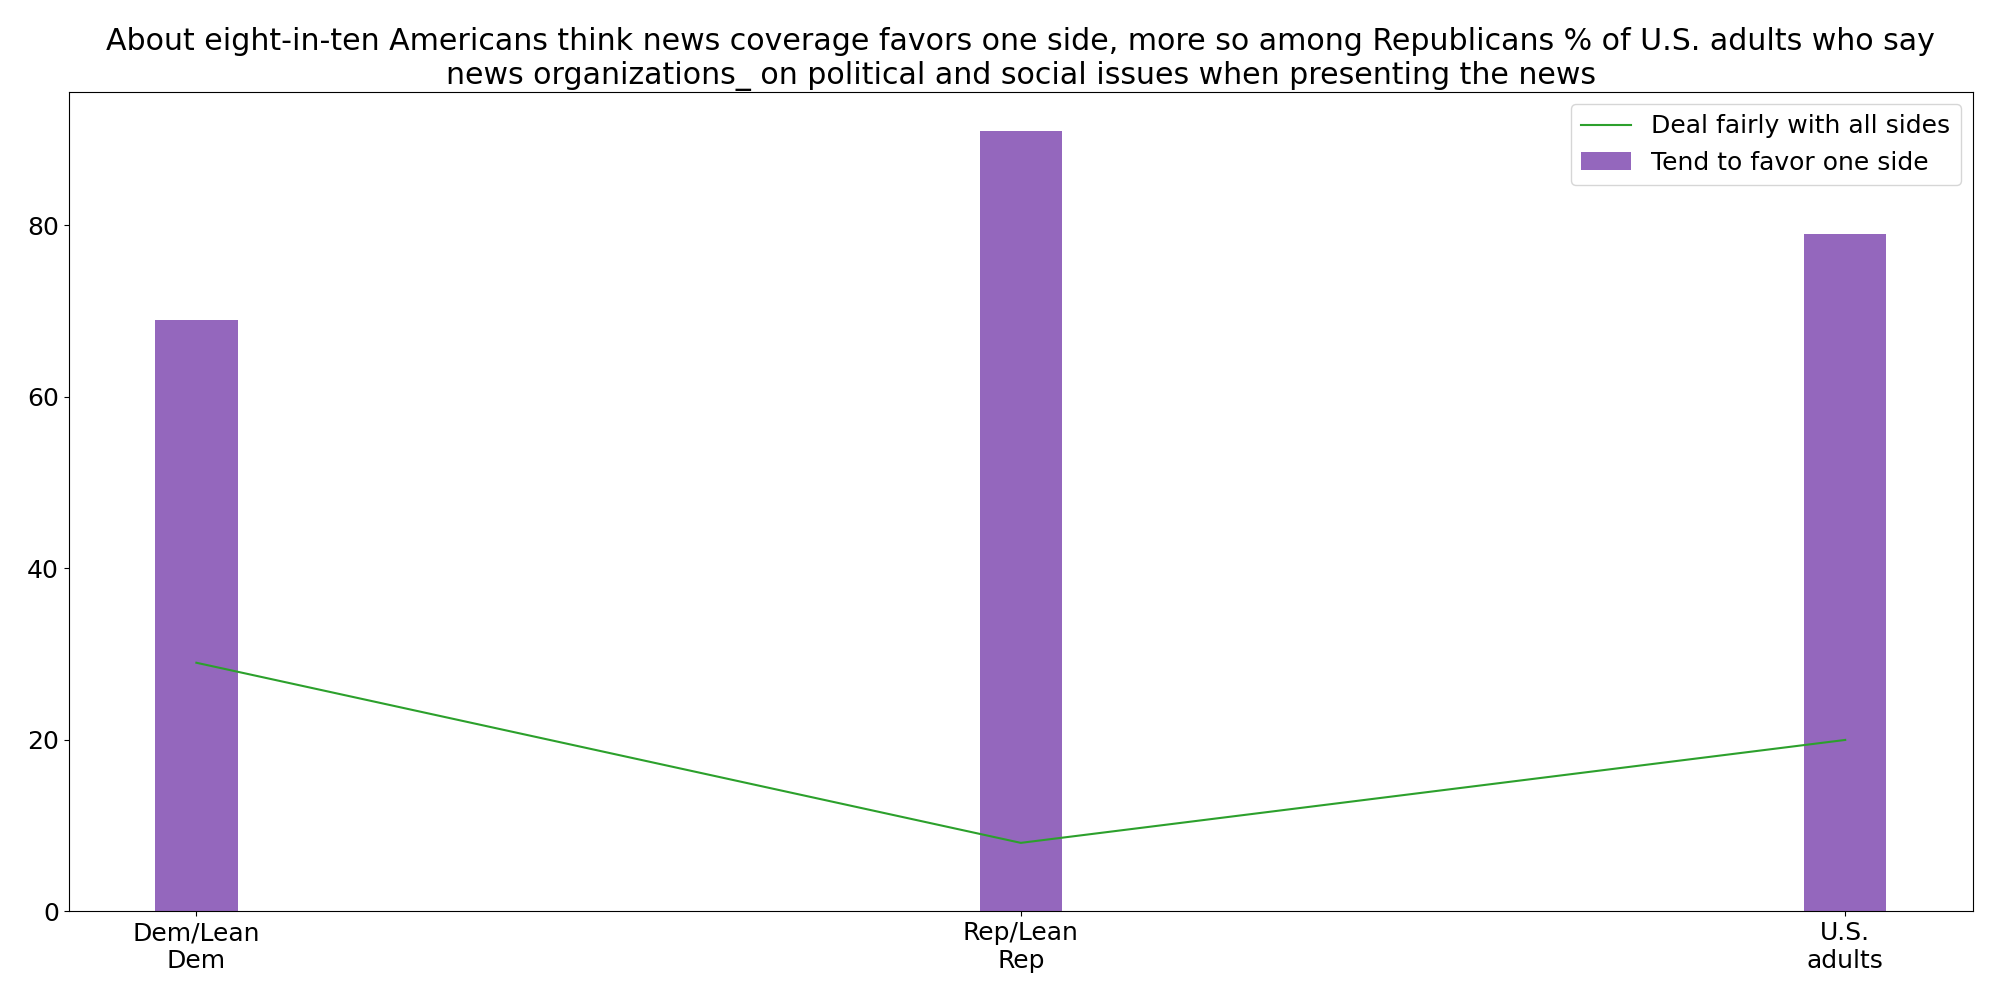 About eight-in-ten Americans think news coverage favors one side, more so among Republicans % of U.S. adults who say
news organizations_ on political and social issues when presenting the news
Deal fairly with all sides
Tend to favor one side
80
60
40
20
0
Dem/Lean
Dem
Rep/Lean
Rep
U.S.
adults